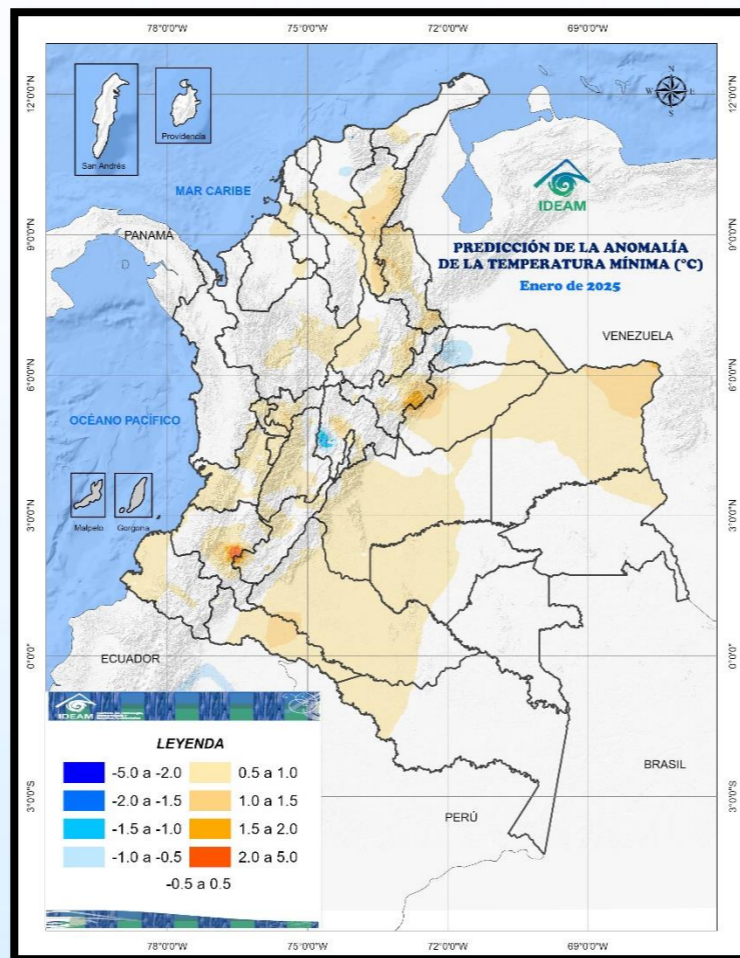 78°0'0"W 75°0'0"W 72°0'0"W 69°0'0"W
12°0'0"N
12°0'0"N
9°0'0"N
9°0'0"N
6°0'0"N
6°0'0"N
3°0'0"N
3°0'0"N
0°0'0"
0°0'0"
3°0'0"S
3°0'0"S
N
W E
S
San Andrés
Providencia
MAR CARIBE
IDEAM
PANAMÁ
PREDICCIÓN DE LA ANOMALÍA
DE LA TEMPERATURA MÍNIMA (°C)
Enero de 2025
VENEZUELA
OCÉANO PACÍFICO
Malpelo
Gorgona
ECUADOR
BRASIL
PERÚ
IDEAM
LEYENDA
-5.0 a -2.0 0.5 a 1.0
-2.0 a -1.5 1.0 a 1.5
-1.5 a -1.0 1.5 a 2.0
-1.0 a -0.5 2.0 a 5.0
-0.5 a 0.5
78°0'0"W 75°0'0"W 72°0'0"W 69°0'0"W